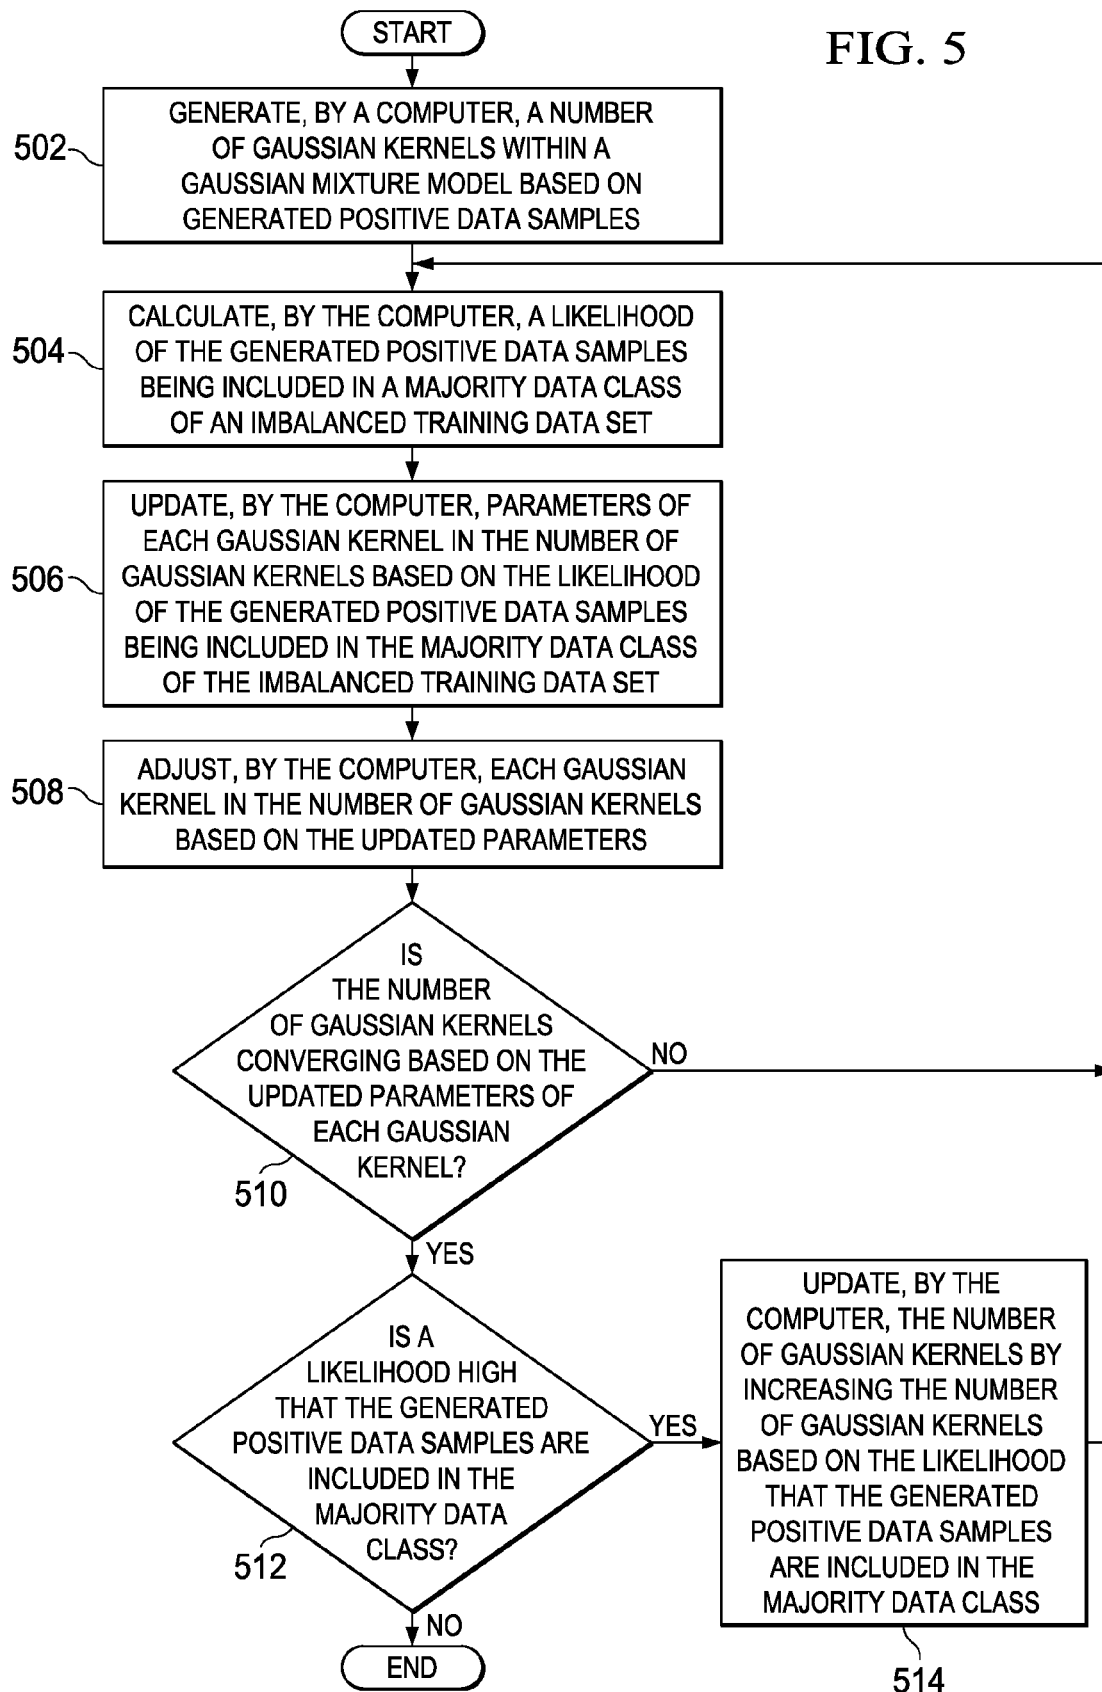 START
FIG. 5
502
GENERATE, BY A COMPUTER, A NUMBER
OF GAUSSIAN KERNELS WITHIN A
GAUSSIAN MIXTURE MODEL BASED ON
GENERATED POSITIVE DATA SAMPLES
504
CALCULATE, BY THE COMPUTER, A LIKELIHOOD
OF THE GENERATED POSITIVE DATA SAMPLES
BEING INCLUDED IN A MAJORITY DATA CLASS
OF AN IMBALANCED TRAINING DATA SET
506
UPDATE, BY THE COMPUTER, PARAMETERS OF
EACH GAUSSIAN KERNEL IN THE NUMBER OF
GAUSSIAN KERNELS BASED ON THE LIKELIHOOD
OF THE GENERATED POSITIVE DATA SAMPLES
BEING INCLUDED IN THE MAJORITY DATA CLASS
OF THE IMBALANCED TRAINING DATA SET
508
ADJUST, BY THE COMPUTER, EACH GAUSSIAN
KERNEL IN THE NUMBER OF GAUSSIAN KERNELS
BASED ON THE UPDATED PARAMETERS
IS
THE NUMBER
OF GAUSSIAN KERNELS
CONVERGING BASED ON THE
UPDATED PARAMETERS OF
EACH GAUSSIAN
KERNEL?
NO
510
YES
IS A
LIKELIHOOD HIGH
THAT THE GENERATED
POSITIVE DATA SAMPLES ARE
INCLUDED IN THE
MAJORITY DATA
CLASS?
YES
512
NO
END
UPDATE, BY THE
COMPUTER, THE NUMBER
OF GAUSSIAN KERNELS BY
INCREASING THE NUMBER
OF GAUSSIAN KERNELS
BASED ON THE LIKELIHOOD
THAT THE GENERATED
POSITIVE DATA SAMPLES
ARE INCLUDED IN THE
MAJORITY DATA CLASS
514